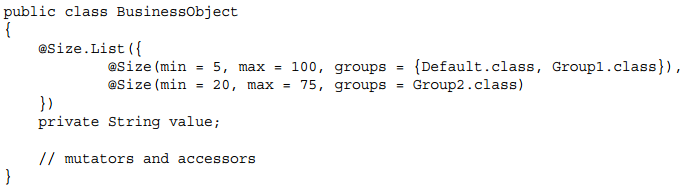 public class BusinessObject
{
    @Size.List({
            @Size(min = 5, max = 100, groups = {Default.class, Group1.class}),
            @Size(min = 20, max = 75, groups = Group2.class)
    })
    private String value;

    // mutators and accessors
}